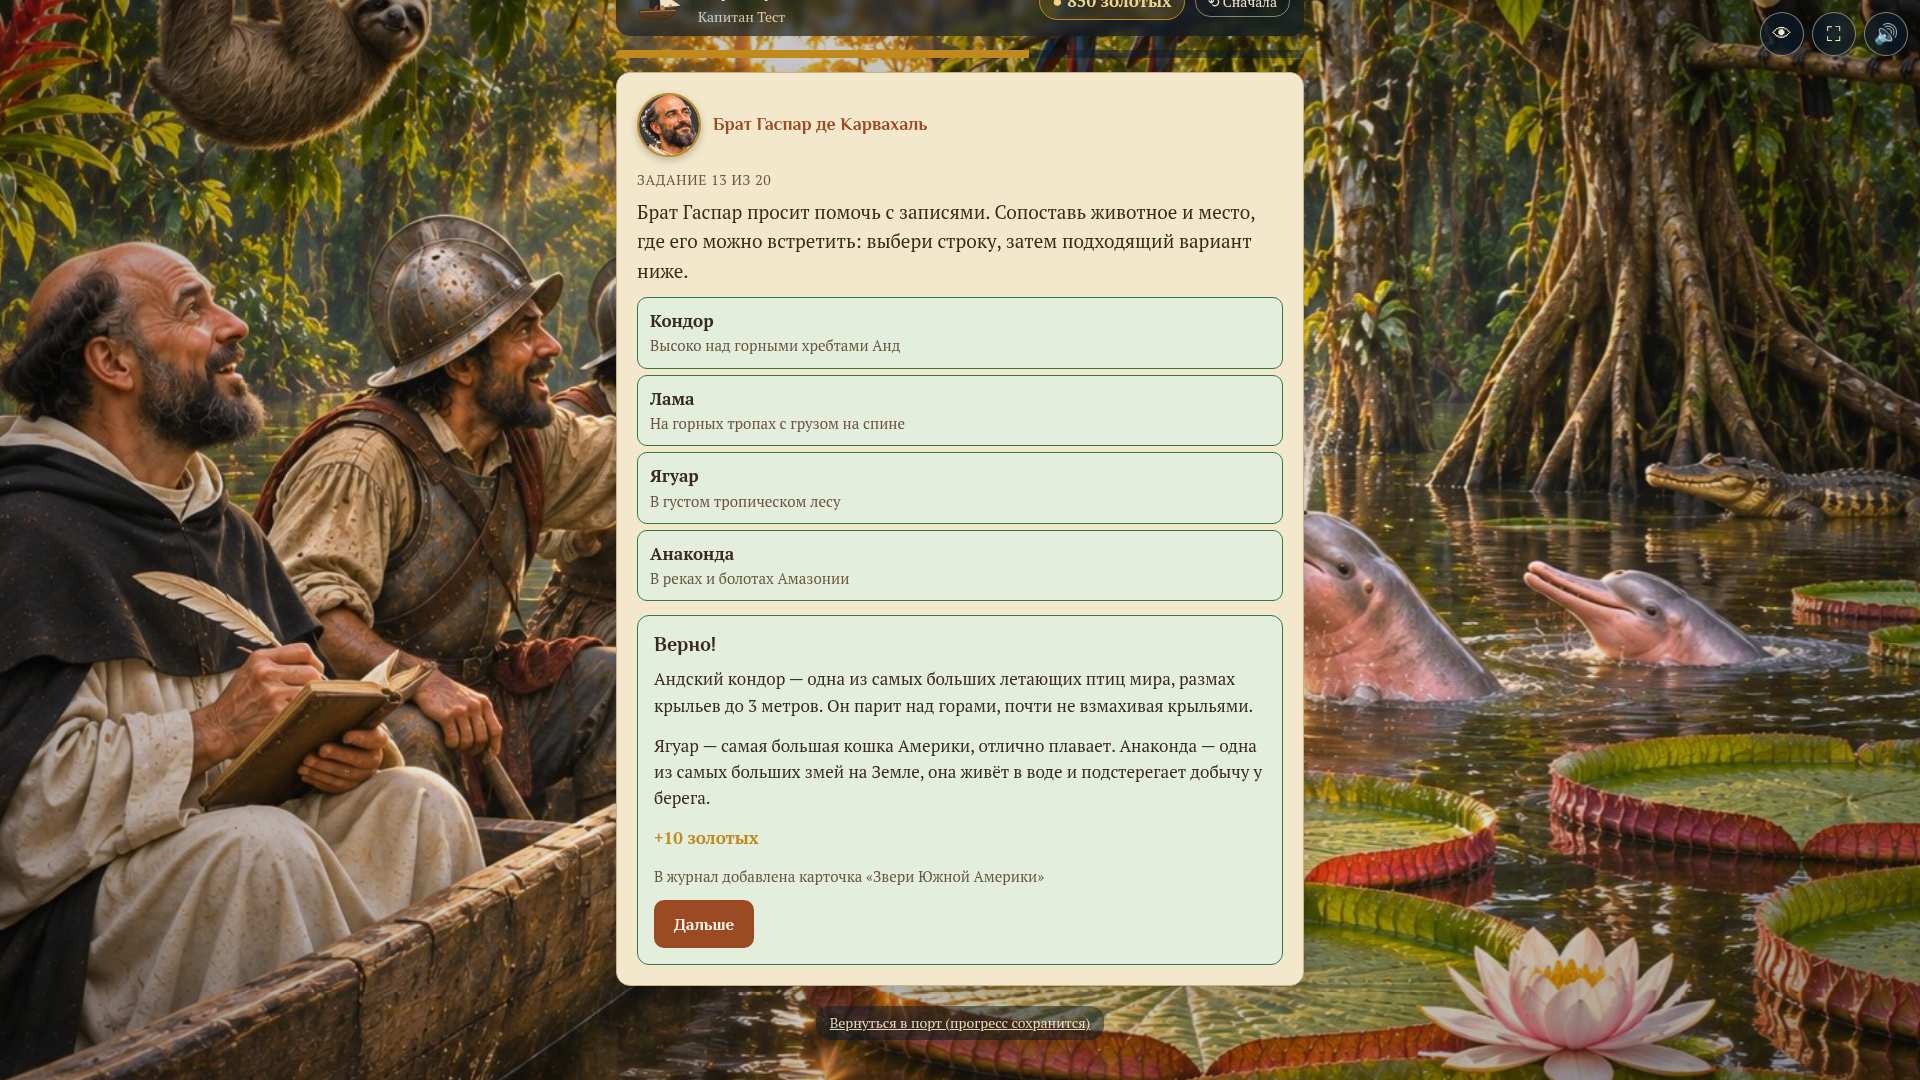 Капитан Тест
850 золотых
Сначала
Брат Гаспар де Карвахаль
ЗАДАНИЕ 13 ИЗ 20
Брат Гаспар просит помочь с записями. Сопоставь животное и место,
где его можно встретить: выбери строку, затем подходящий вариант
ниже.
Кондор
Высоко над горными хребтами Анд
Лама
На горных тропах с грузом на спине
Ягуар
В густом тропическом лесу
Анаконда
В реках и болотах Амазонии
Верно!
Андский кондор — одна из самых больших летающих птиц мира, размах
крыльев до 3 метров. Он парит над горами, почти не взмахивая крыльями.
Ягуар — самая большая кошка Америки, отлично плавает. Анаконда — одна
из самых больших змей на Земле, она живёт в воде и подстерегает добычу у
берега.
+10 золотых
В журнал добавлена карточка «Звери Южной Америки»
Дальше
Вернуться в порт (прогресс сохранится)